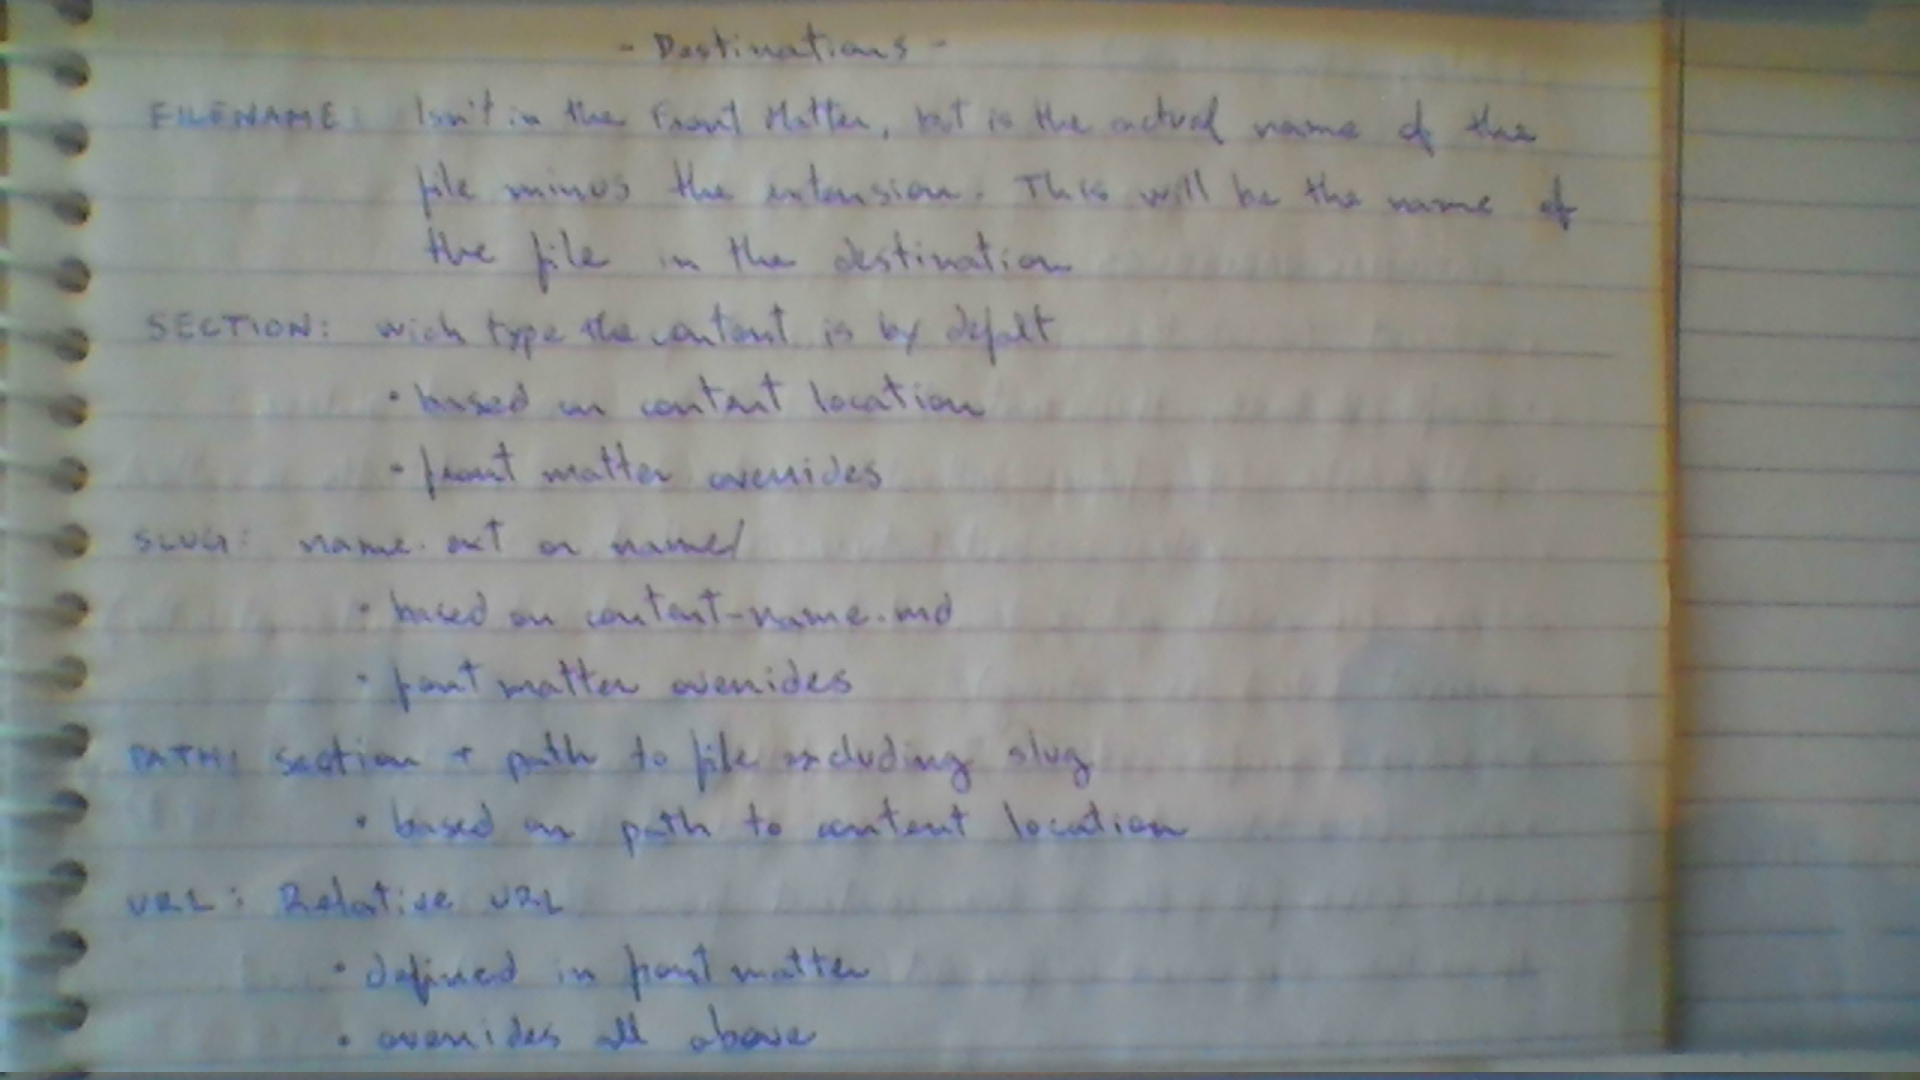 - Destinations -
FILENAME: Isn't in the Front Matter, but is the actual name of the
file minus the extension. This will be the name of
the file in the destination
SECTION: wich type the content is by defalt
· based on content location
· front matter overrides
SLUG: name.ext or name/
· based on content-name.md
· front matter overrides
PATH: section + path to file excluding slug
· based on path to content location
URL: Relative URL
· defined in front matter
· overrides all above